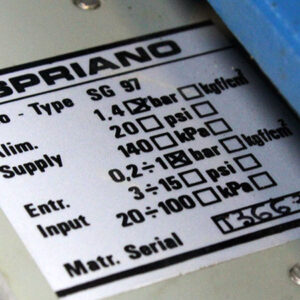 SPRIANO
o - Type SG 97
Alim. 1.4 ☒ bar ☐ kgf/cm²
Supply 20 ☐ psi
140 ☐ kPa
Entr. 0.2÷1 ☒ bar ☐ kgf/cm²
Input 3÷15 ☐ psi ☐
20÷100 ☐ kPa ☐
Matr. Serial 13663